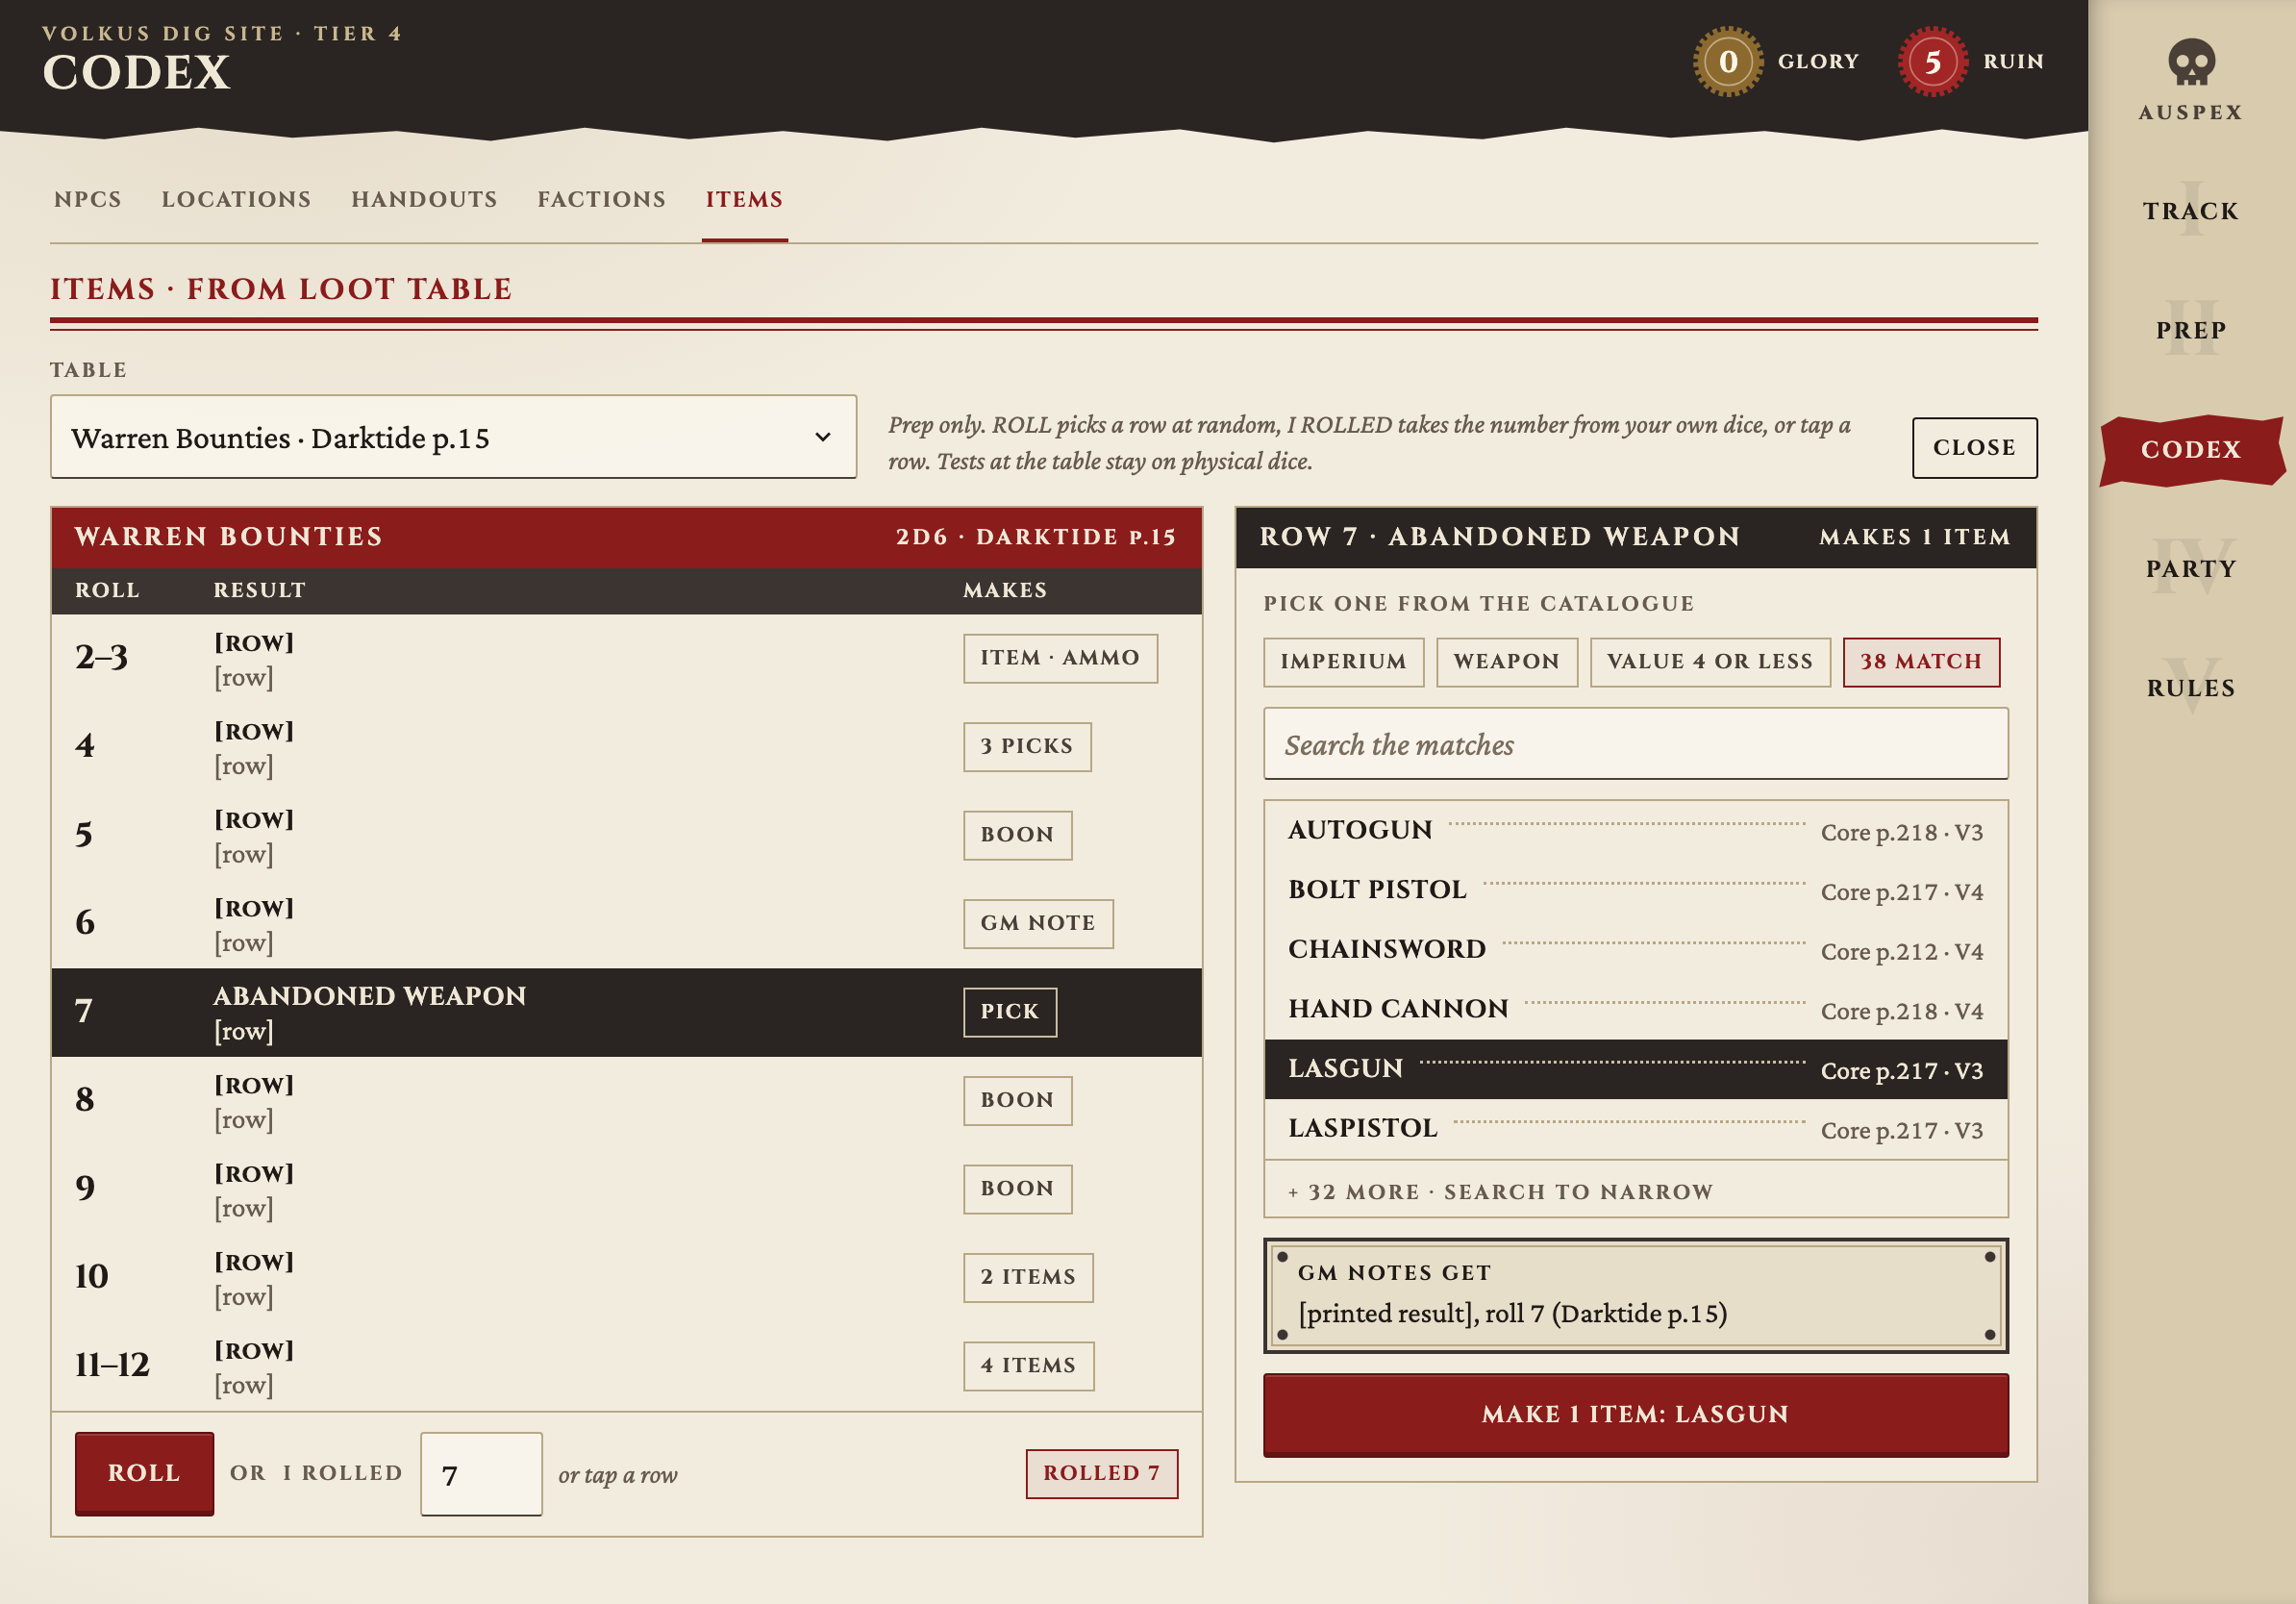 VOLKUS DIG SITE · TIER 4
CODEX
0 GLORY 5 RUIN
AUSPEX
I TRACK
II PREP
CODEX
IV PARTY
V RULES
NPCS LOCATIONS HANDOUTS FACTIONS ITEMS
ITEMS · FROM LOOT TABLE
TABLE
Warren Bounties · Darktide p.15
Prep only. ROLL picks a row at random, I ROLLED takes the number from your own dice, or tap a
row. Tests at the table stay on physical dice.
CLOSE
WARREN BOUNTIES 2D6 · DARKTIDE P.15
ROLL RESULT MAKES
2–3 [ROW] ITEM · AMMO
[row]
4 [ROW] 3 PICKS
[row]
5 [ROW] BOON
[row]
6 [ROW] GM NOTE
[row]
7 ABANDONED WEAPON PICK
[row]
8 [ROW] BOON
[row]
9 [ROW] BOON
[row]
10 [ROW] 2 ITEMS
[row]
11–12 [ROW] 4 ITEMS
[row]
ROLL OR I ROLLED 7 or tap a row ROLLED 7
ROW 7 · ABANDONED WEAPON MAKES 1 ITEM
PICK ONE FROM THE CATALOGUE
IMPERIUM WEAPON VALUE 4 OR LESS 38 MATCH
Search the matches
AUTOGUN Core p.218 · V3
BOLT PISTOL Core p.217 · V4
CHAINSWORD Core p.212 · V4
HAND CANNON Core p.218 · V4
LASGUN Core p.217 · V3
LASPISTOL Core p.217 · V3
+ 32 MORE · SEARCH TO NARROW
GM NOTES GET
[printed result], roll 7 (Darktide p.15)
MAKE 1 ITEM: LASGUN